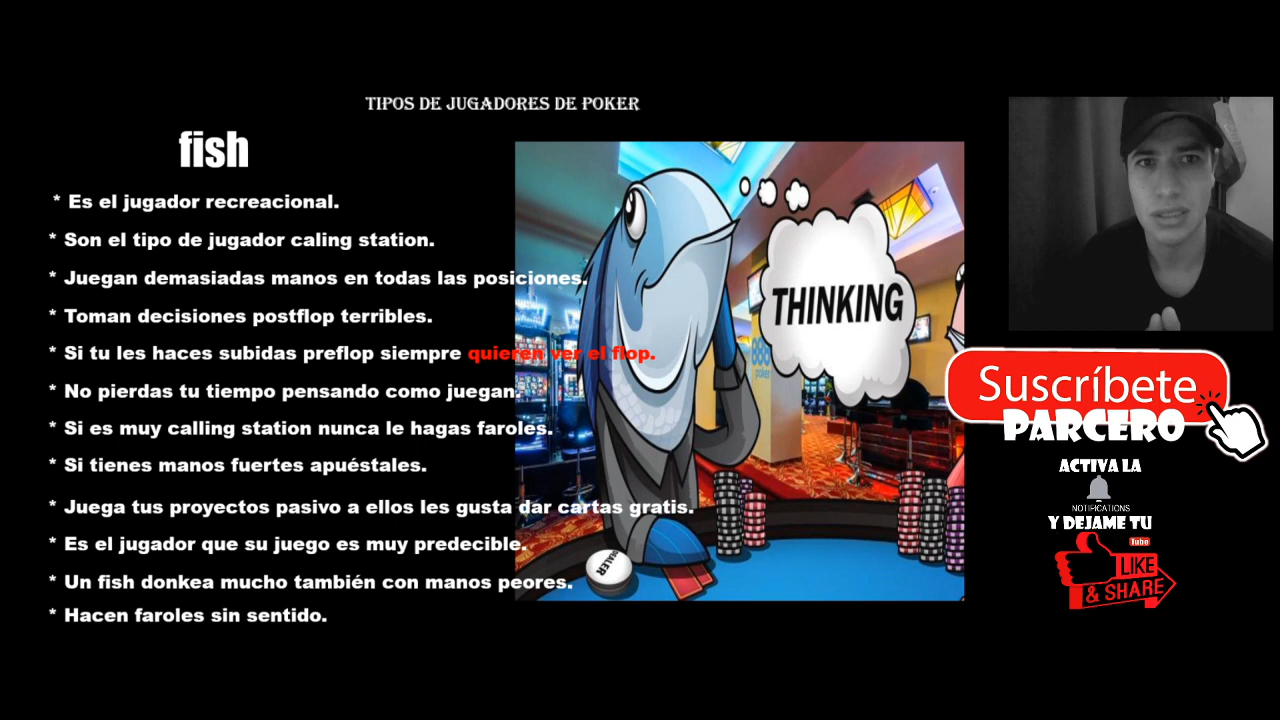 TIPOS DE JUGADORES DE POKER
fish
* Es el jugador recreacional.
* Son el tipo de jugador caling station.
* Juegan demasiadas manos en todas las posiciones.
* Toman decisiones postflop terribles.
* Si tu les haces subidas preflop siempre quieren ver el flop.
* No pierdas tu tiempo pensando como juegan.
* Si es muy calling station nunca le hagas faroles.
* Si tienes manos fuertes apuéstales.
* Juega tus proyectos pasivo a ellos les gusta dar cartas gratis.
* Es el jugador que su juego es muy predecible.
* Un fish donkea mucho también con manos peores.
* Hacen faroles sin sentido.
THINKING
888
poker
DEALER
Suscríbete
PARCERO
ACTIVA LA
NOTIFICATIONS
Y DEJAME TU
Tube
LIKE
& SHARE